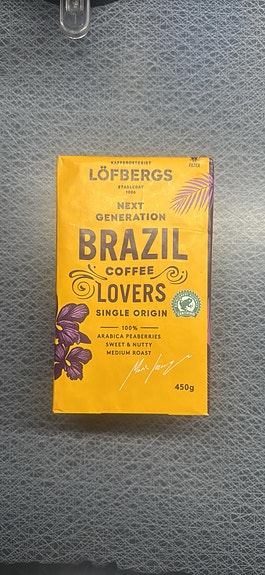 KAFFEROSTERIET
LÖFBERGS
ETABLERAT
1906
FILTER
NEXT
GENERATION
BRAZIL
COFFEE
LOVERS
SINGLE ORIGIN
100%
ARABICA PEABERRIES
SWEET & NUTTY
MEDIUM ROAST
450g